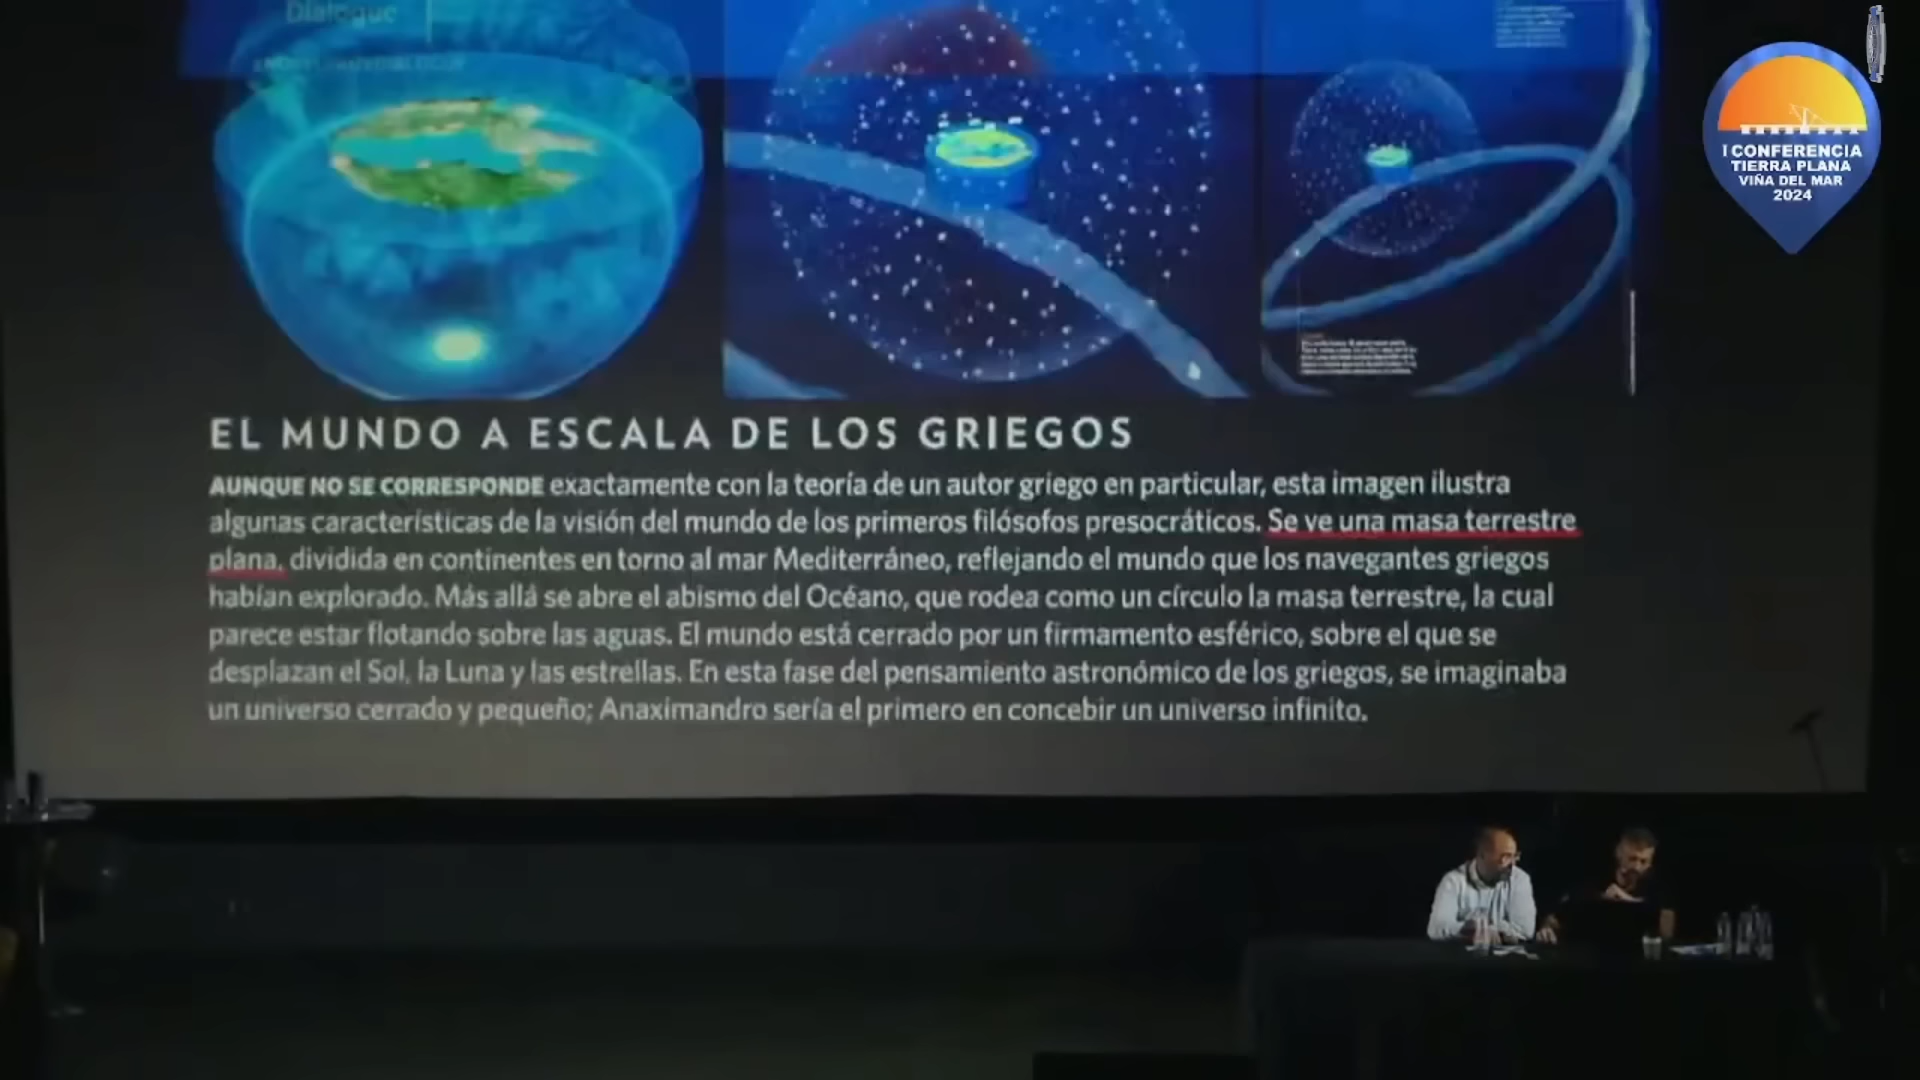 Dialogue
I CONFERENCIA
TIERRA PLANA
VIÑA DEL MAR
2024
EL MUNDO A ESCALA DE LOS GRIEGOS
AUNQUE NO SE CORRESPONDE exactamente con la teoría de un autor griego en particular, esta imagen ilustra
algunas características de la visión del mundo de los primeros filósofos presocráticos. Se ve una masa terrestre
plana, dividida en continentes en torno al mar Mediterráneo, reflejando el mundo que los navegantes griegos
habían explorado. Más allá se abre el abismo del Océano, que rodea como un círculo la masa terrestre, la cual
parece estar flotando sobre las aguas. El mundo está cerrado por un firmamento esférico, sobre el que se
desplazan el Sol, la Luna y las estrellas. En esta fase del pensamiento astronómico de los griegos, se imaginaba
un universo cerrado y pequeño; Anaximandro sería el primero en concebir un universo infinito.